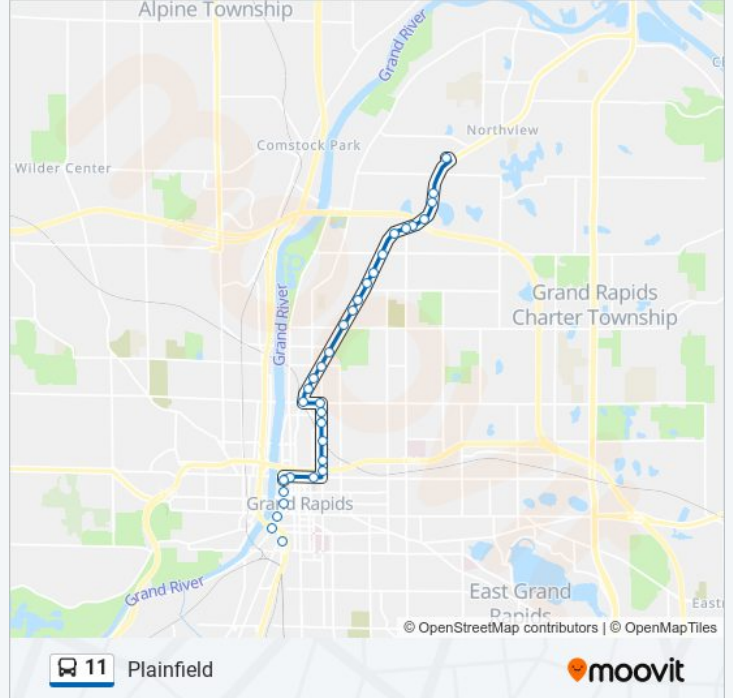 Alpine Township
Grand River
Northview
Comstock Park
Wilder Center
Grand River
Grand Rapids
Charter Township
Grand Rapids
Grand River
East Grand
Rapids
East
© OpenStreetMap contributors | © OpenMapTiles
11 Plainfield
moovit